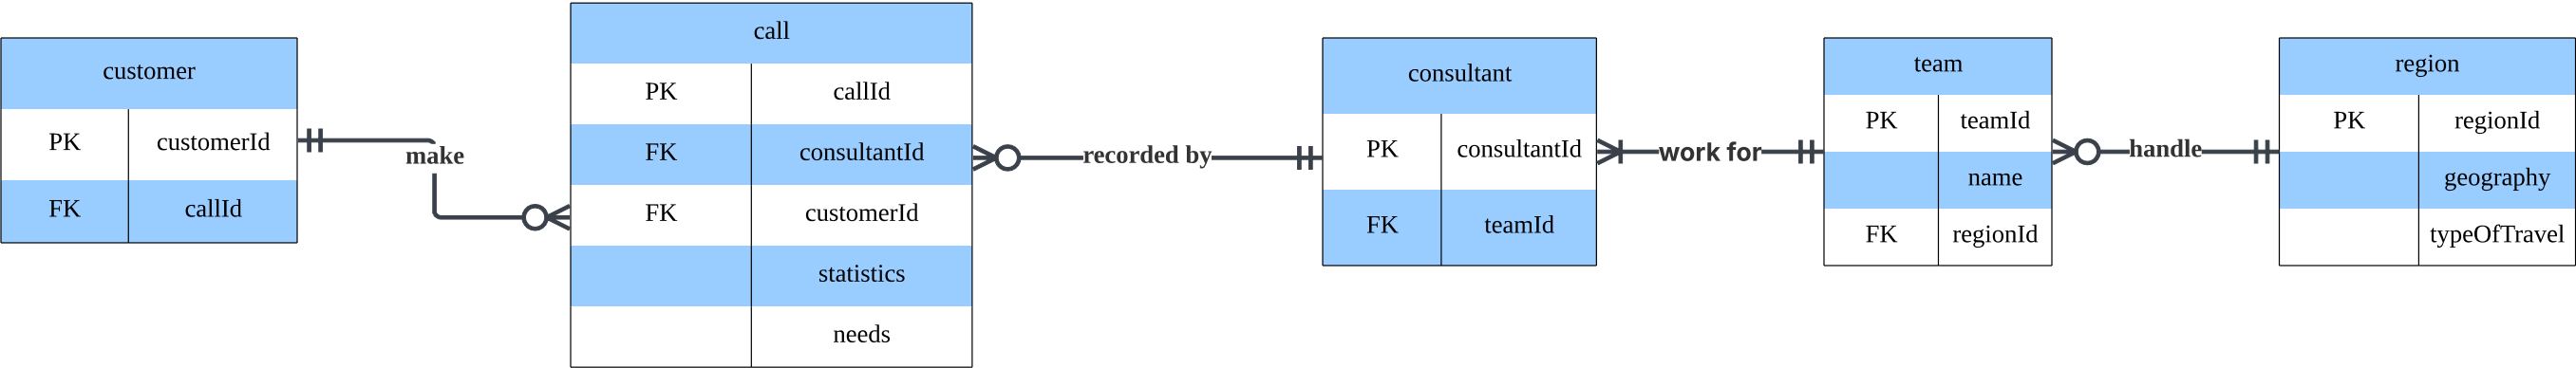 customer
PK customerId
FK callId
make
call
PK callId
FK consultantId
FK customerId
statistics
needs
recorded by
consultant
PK consultantId
FK teamId
work for
team
PK teamId
name
FK regionId
handle
region
PK regionId
geography
typeOfTravel